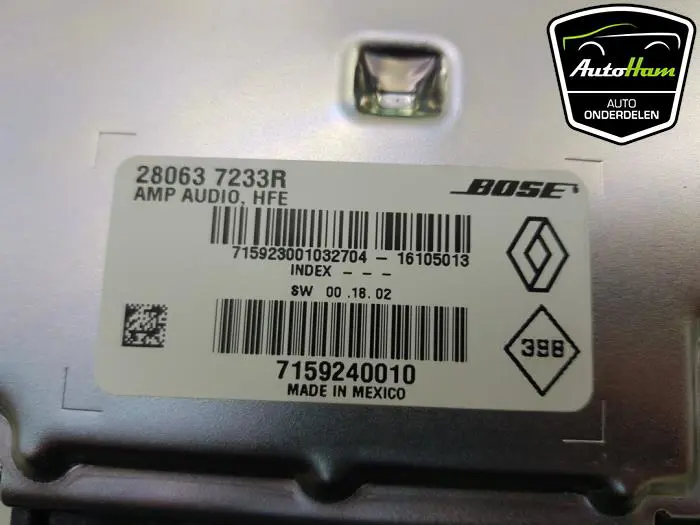 AutoHam
AUTO
ONDERDELEN
28063 7233R
AMP AUDIO, HFE
BOSE
715923001032704 - 16105013
INDEX - - -
SW 00 .18. 02
398
7159240010
MADE IN MEXICO